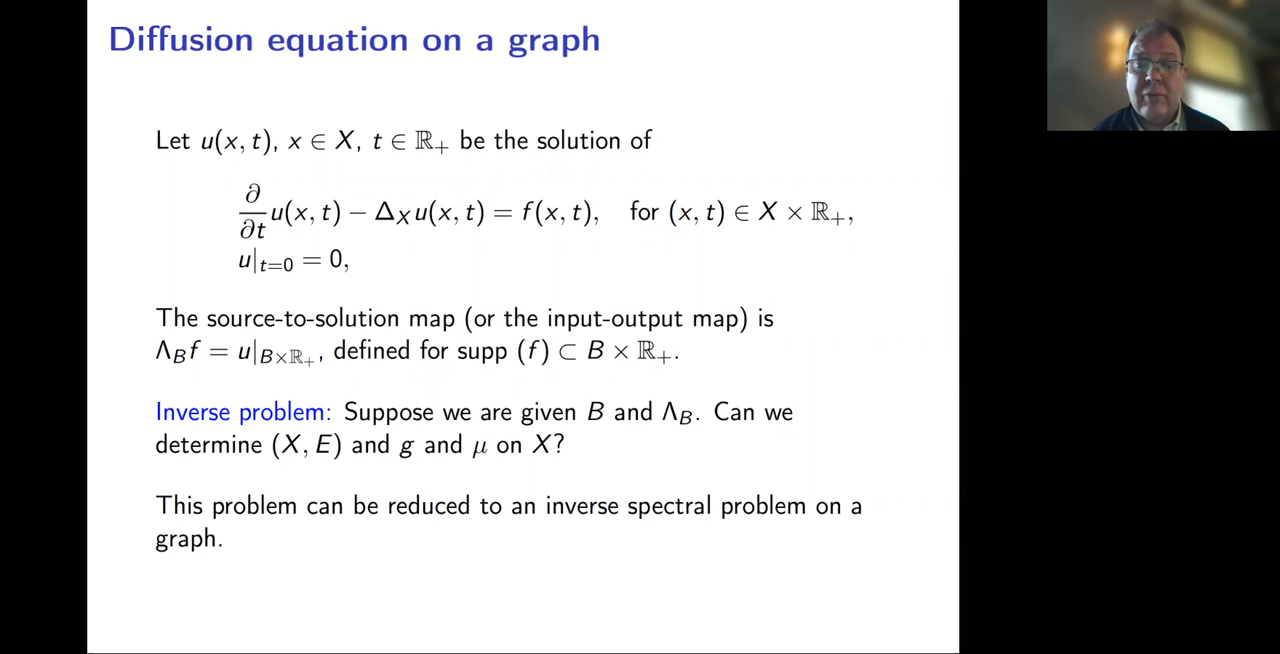 Diffusion equation on a graph
Let u(x, t), x ∈ X, t ∈ ℝ₊ be the solution of
∂/∂t u(x, t) − Δ_X u(x, t) = f(x, t), for (x, t) ∈ X × ℝ₊,
u|_{t=0} = 0,
The source-to-solution map (or the input-output map) is
Λ_B f = u|_{B×ℝ₊}, defined for supp (f) ⊂ B × ℝ₊.
Inverse problem: Suppose we are given B and Λ_B. Can we
determine (X, E) and g and μ on X?
This problem can be reduced to an inverse spectral problem on a
graph.